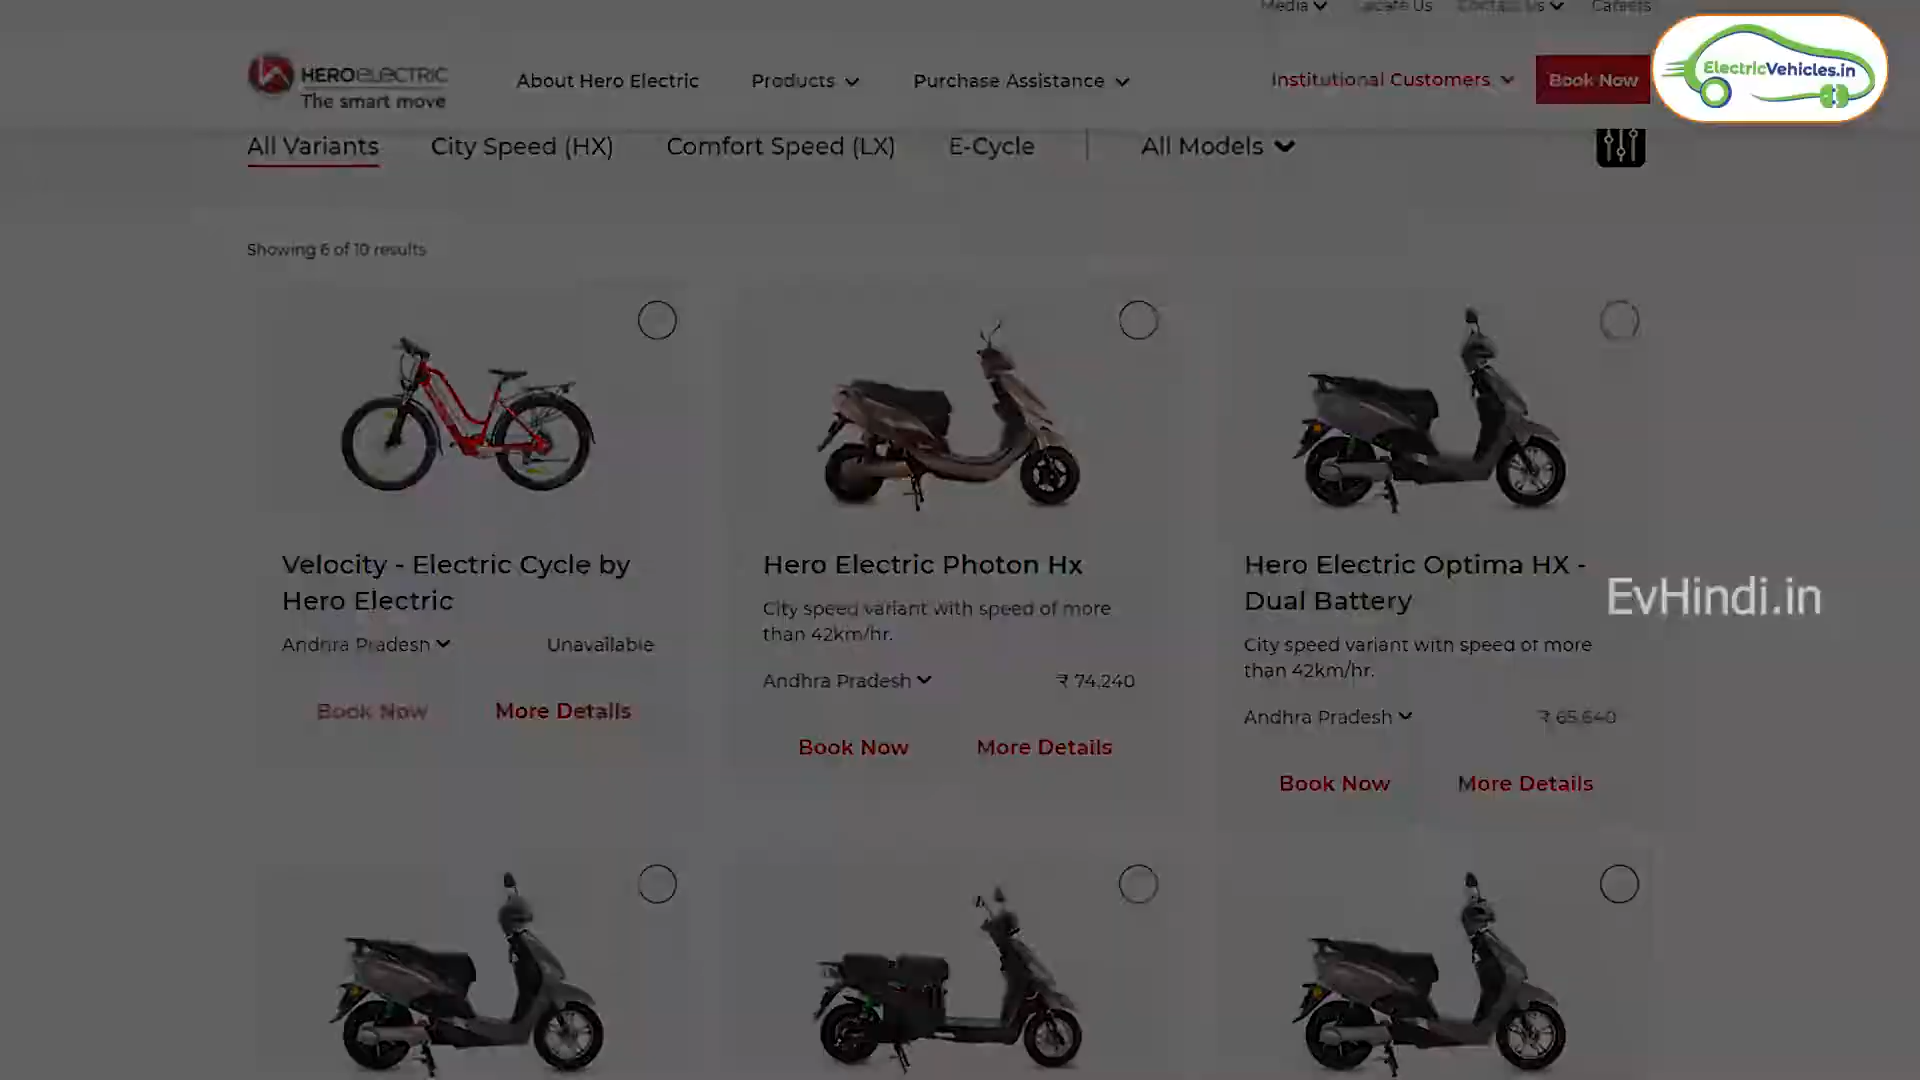 Media Locate Us Contact Us Careers
HERO ELECTRIC
The smart move
About Hero Electric Products Purchase Assistance Institutional Customers Book Now
ElectricVehicles.in
All Variants City Speed (HX) Comfort Speed (LX) E-Cycle All Models
Showing 6 of 10 results
Velocity - Electric Cycle by
Hero Electric
Andhra Pradesh Unavailable
Book Now More Details
Hero Electric Photon Hx
City speed variant with speed of more
than 42km/hr.
Andhra Pradesh ₹ 74,240
Book Now More Details
Hero Electric Optima HX -
Dual Battery
City speed variant with speed of more
than 42km/hr.
Andhra Pradesh ₹ 65,640
Book Now More Details
EvHindi.in